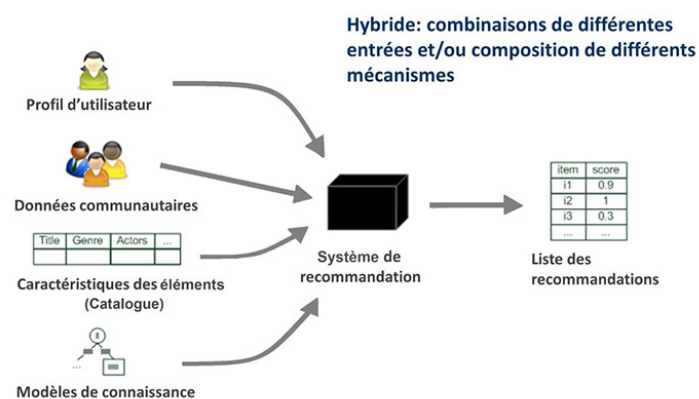 Hybride: combinaisons de différentes
entrées et/ou composition de différents
mécanismes
Profil d'utilisateur
Données communautaires
Title Genre Actors ...
Caractéristiques des éléments
(Catalogue)
...
Modèles de connaissance
Système de
recommandation
item score
i1 0.9
i2 1
i3 0.3
... ...
Liste des
recommandations